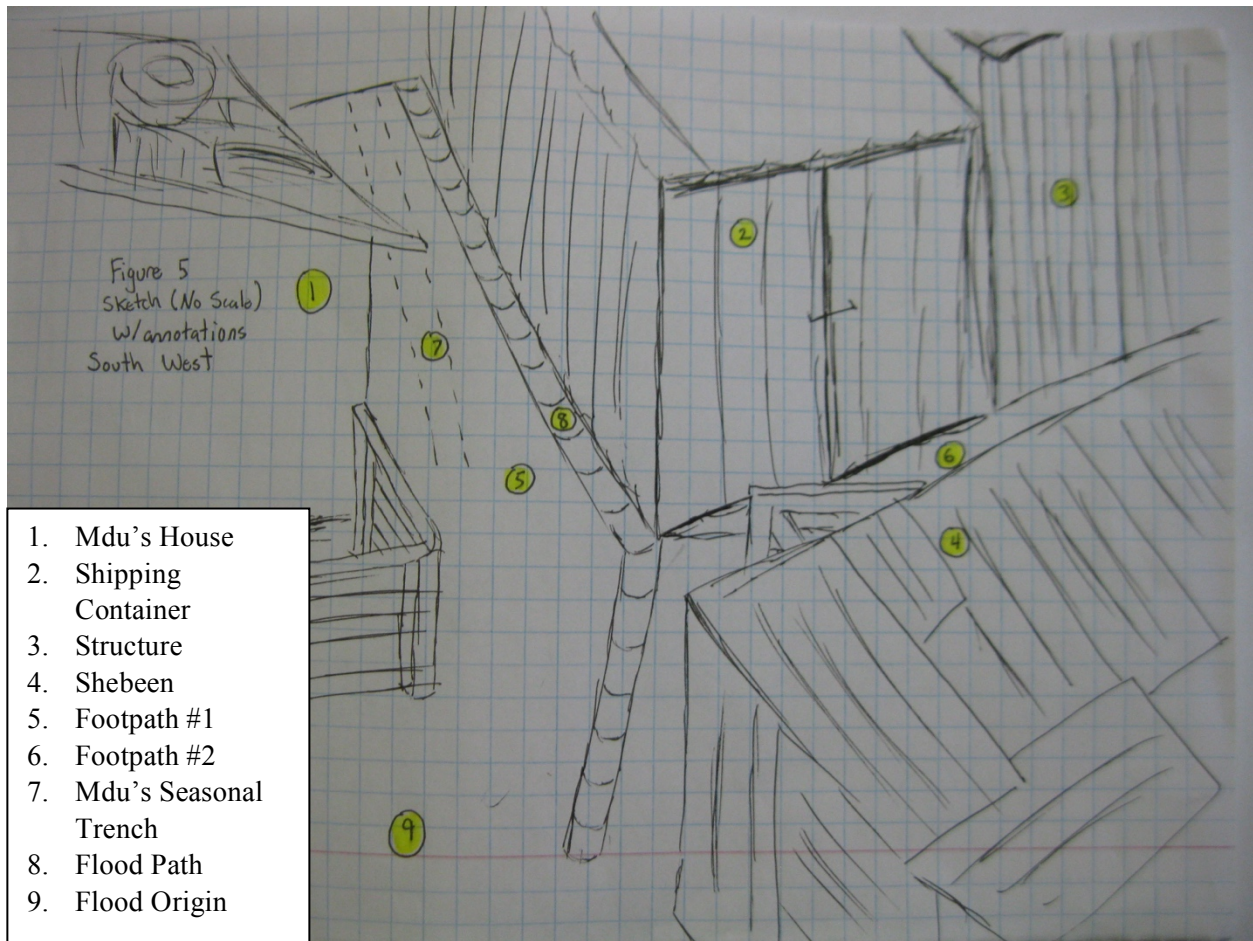 2
3
Figure 5
Sketch (No Scale)
w/annotations
South West
1
7
8
5
6
4
9
1. Mdu's House
2. Shipping
Container
3. Structure
4. Shebeen
5. Footpath #1
6. Footpath #2
7. Mdu's Seasonal
Trench
8. Flood Path
9. Flood Origin